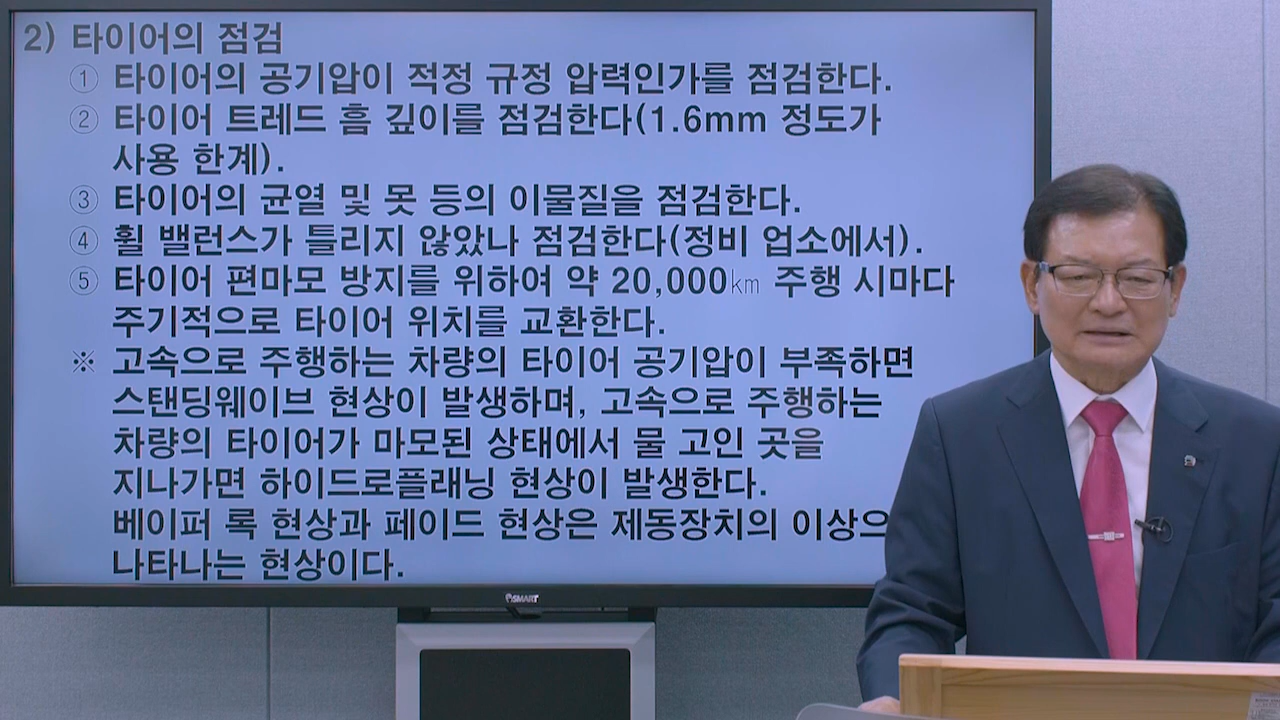 2) 타이어의 점검
① 타이어의 공기압이 적정 규정 압력인가를 점검한다.
② 타이어 트레드 흠 깊이를 점검한다(1.6mm 정도가
사용 한계).
③ 타이어의 균열 및 못 등의 이물질을 점검한다.
④ 휠 밸런스가 틀리지 않았나 점검한다(정비 업소에서).
⑤ 타이어 편마모 방지를 위하여 약 20,000㎞ 주행 시마다
주기적으로 타이어 위치를 교환한다.
※ 고속으로 주행하는 차량의 타이어 공기압이 부족하면
스탠딩웨이브 현상이 발생하며, 고속으로 주행하는
차량의 타이어가 마모된 상태에서 물 고인 곳을
지나가면 하이드로플래닝 현상이 발생한다.
베이퍼 록 현상과 페이드 현상은 제동장치의 이상으
나타나는 현상이다.
SMART